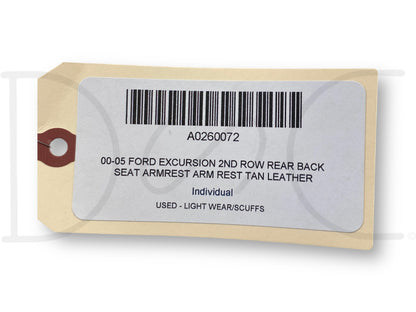 A0260072
00-05 FORD EXCURSION 2ND ROW REAR BACK
SEAT ARMREST ARM REST TAN LEATHER
Individual
USED - LIGHT WEAR/SCUFFS